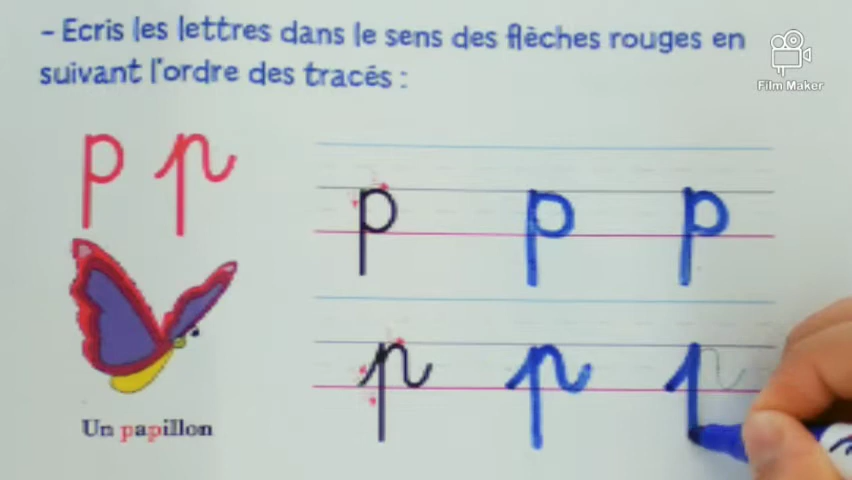 - Ecris les lettres dans le sens des flèches rouges en
suivant l'ordre des tracés :
Film Maker
p p
p p p
p p p
Un papillon